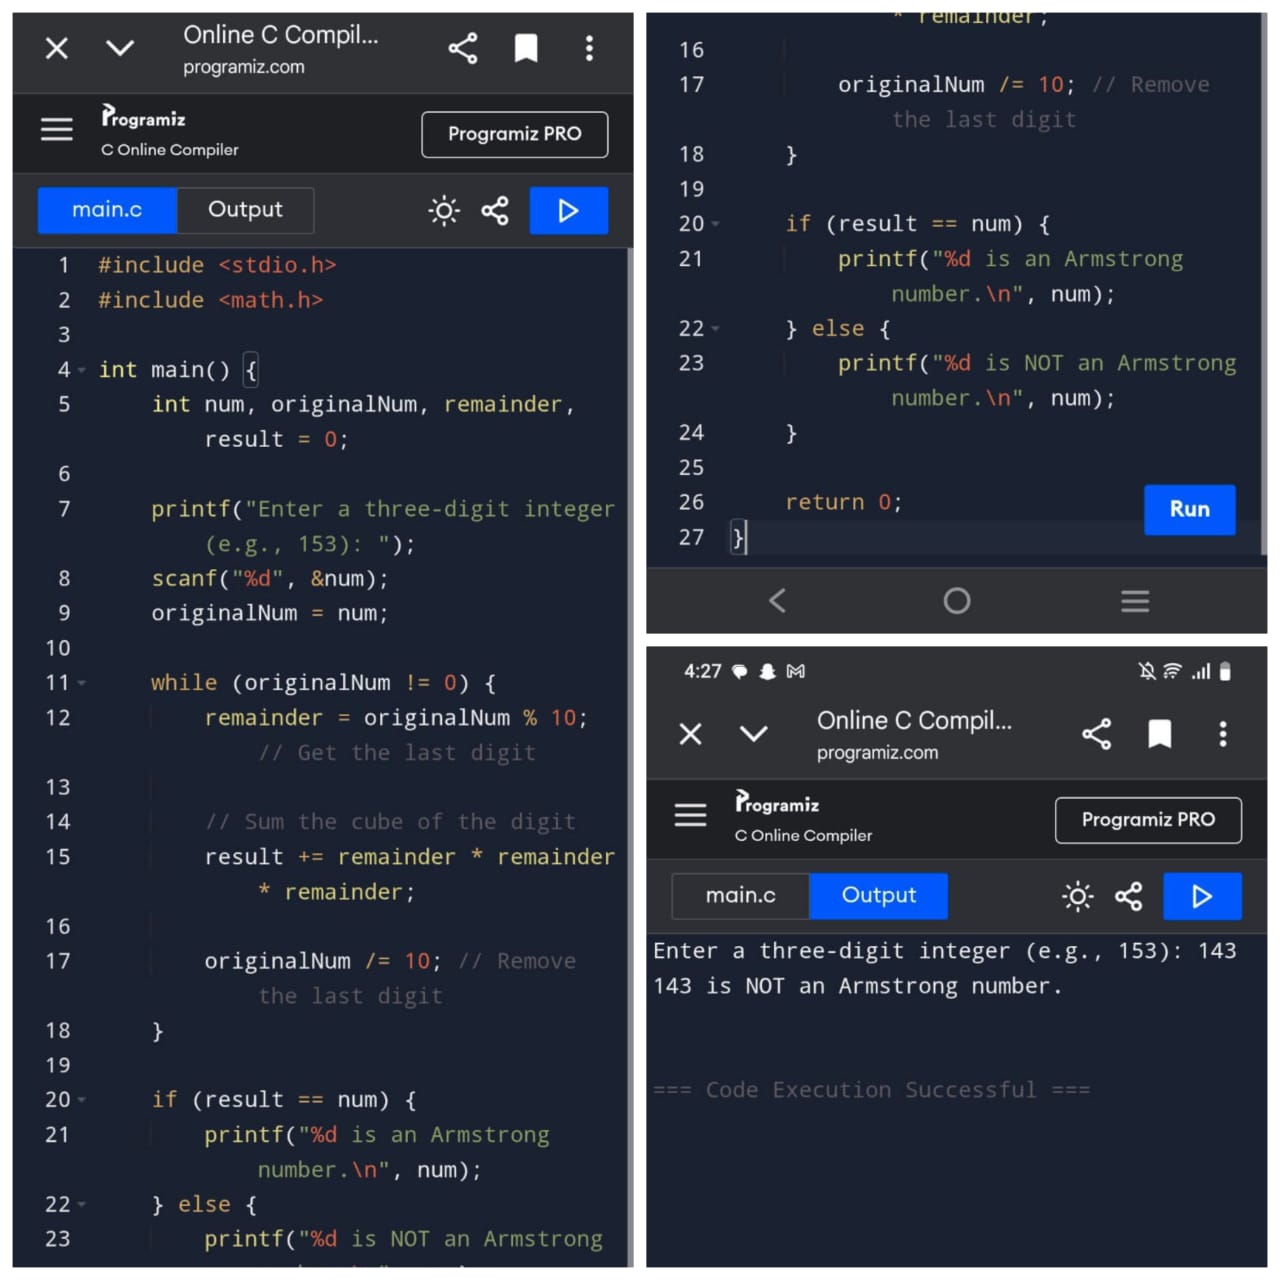 Online C Compil...
programiz.com
Programiz
C Online Compiler
Programiz PRO
main.c Output
1 #include <stdio.h>
2 #include <math.h>
3
4 int main() {
5 int num, originalNum, remainder,
result = 0;
6
7 printf("Enter a three-digit integer
(e.g., 153): ");
8 scanf("%d", &num);
9 originalNum = num;
10
11 while (originalNum != 0) {
12 remainder = originalNum % 10;
// Get the last digit
13
14 // Sum the cube of the digit
15 result += remainder * remainder
* remainder;
16
17 originalNum /= 10; // Remove
the last digit
18 }
19
20 if (result == num) {
21 printf("%d is an Armstrong
number.\n", num);
22 } else {
23 printf("%d is NOT an Armstrong
* remainder;
16
17 originalNum /= 10; // Remove
the last digit
18 }
19
20 if (result == num) {
21 printf("%d is an Armstrong
number.\n", num);
22 } else {
23 printf("%d is NOT an Armstrong
number.\n", num);
24 }
25
26 return 0;
Run
27 }
4:27
Online C Compil...
programiz.com
Programiz
C Online Compiler
Programiz PRO
main.c Output
Enter a three-digit integer (e.g., 153): 143
143 is NOT an Armstrong number.
=== Code Execution Successful ===